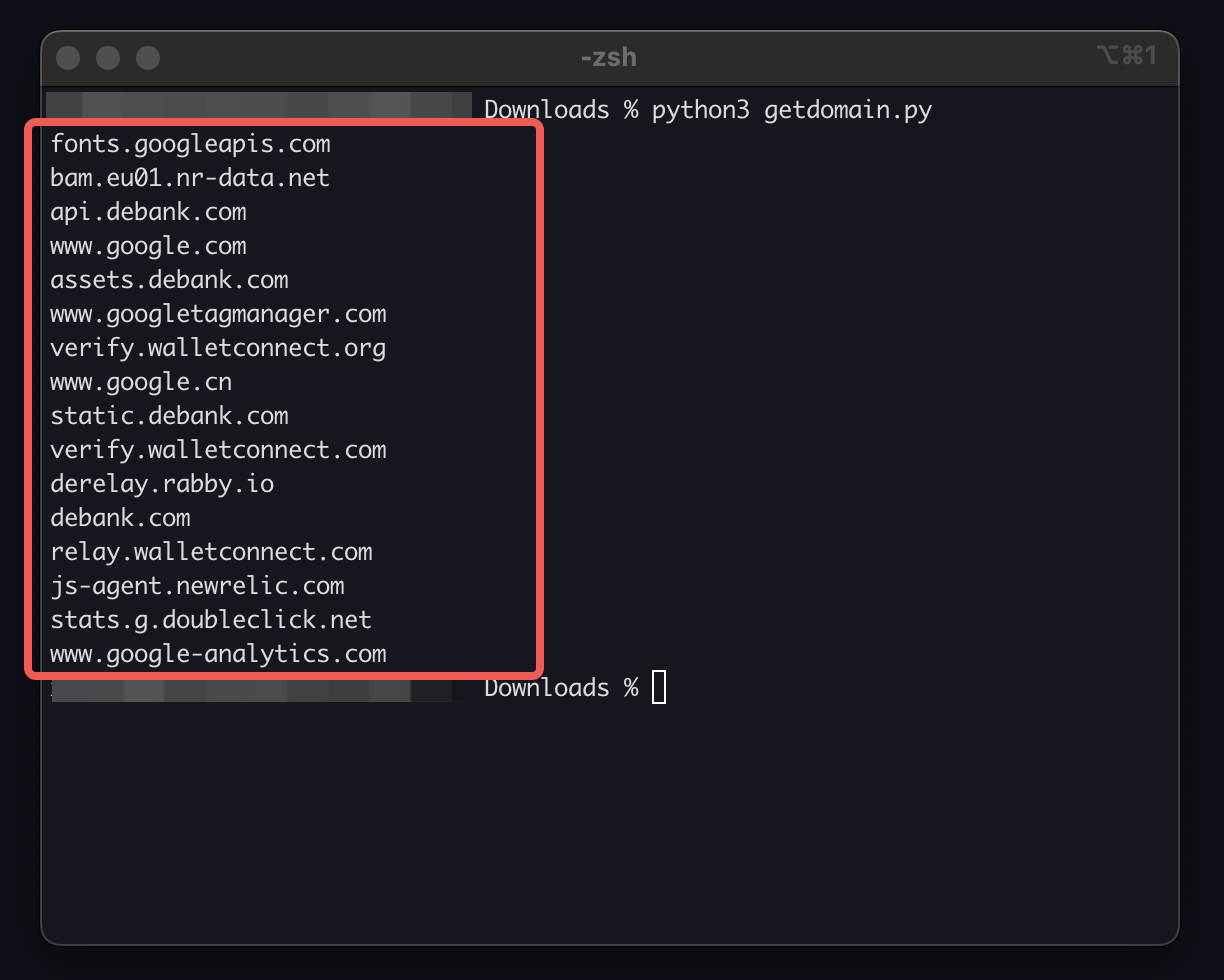 -zsh
⌥⌘1
Downloads % python3 getdomain.py
fonts.googleapis.com
bam.eu01.nr-data.net
api.debank.com
www.google.com
assets.debank.com
www.googletagmanager.com
verify.walletconnect.org
www.google.cn
static.debank.com
verify.walletconnect.com
derelay.rabby.io
debank.com
relay.walletconnect.com
js-agent.newrelic.com
stats.g.doubleclick.net
www.google-analytics.com
Downloads %